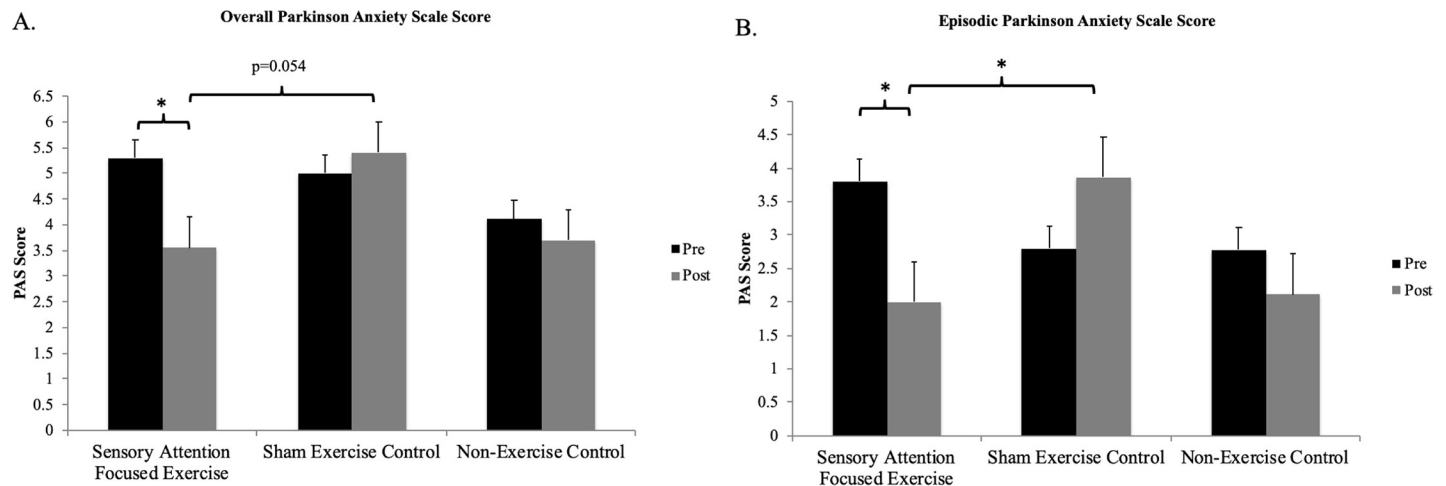 A.
Overall Parkinson Anxiety Scale Score
p=0.054
*
PAS Score
6.5
6
5.5
5
4.5
4
3.5
3
2.5
2
1.5
1
0.5
0
Sensory Attention
Focused Exercise
Sham Exercise Control
Non-Exercise Control
Pre
Post
B.
Episodic Parkinson Anxiety Scale Score
*
*
PAS Score
5
4.5
4
3.5
3
2.5
2
1.5
1
0.5
0
Sensory Attention
Focused Exercise
Sham Exercise Control
Non-Exercise Control
Pre
Post